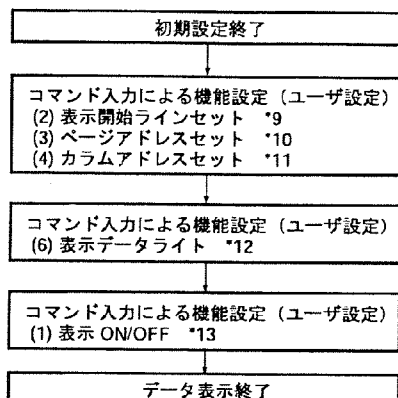 初期設定終了
コマンド入力による機能設定（ユーザ設定）
(2) 表示開始ラインセット *9
(3) ページアドレスセット *10
(4) カラムアドレスセット *11
コマンド入力による機能設定（ユーザ設定）
(6) 表示データライト *12
コマンド入力による機能設定（ユーザ設定）
(1) 表示 ON/OFF *13
データ表示終了